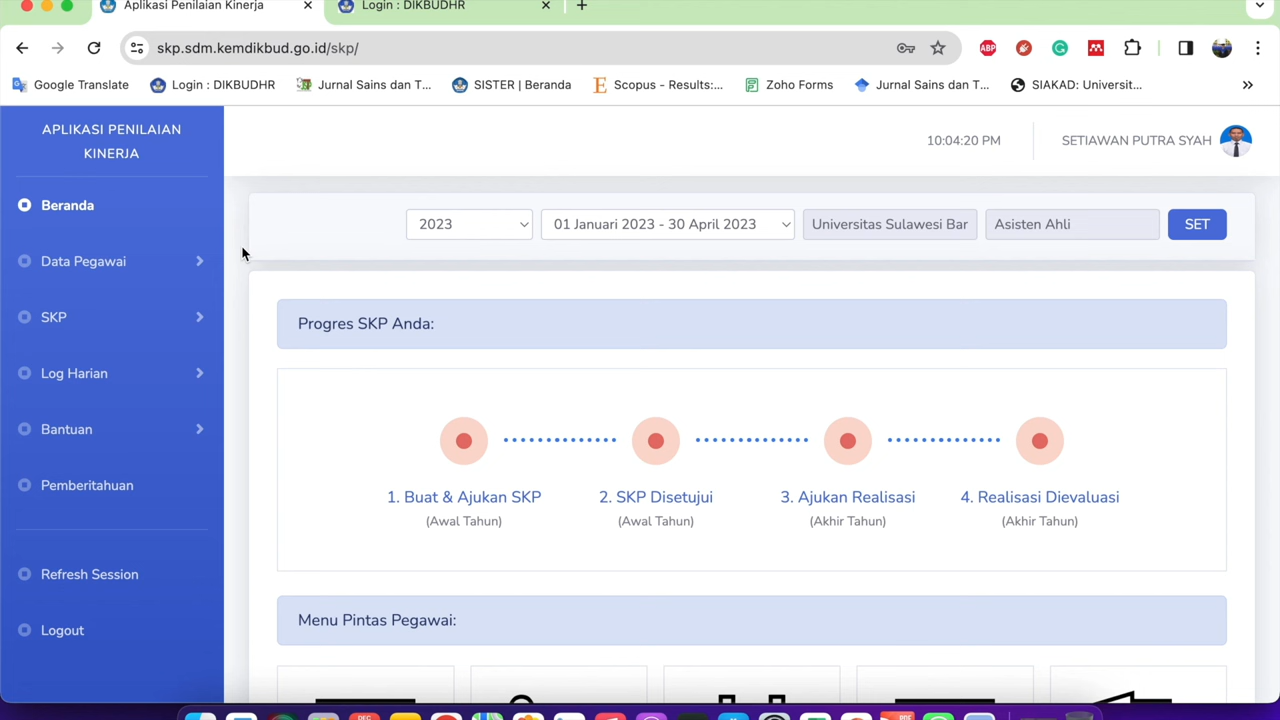 Aplikasi Penilaian Kinerja
Login : DIKBUDHR
skp.sdm.kemdikbud.go.id/skp/
ABP
Google Translate
Login : DIKBUDHR
Jurnal Sains dan T...
SISTER | Beranda
Scopus - Results:...
Zoho Forms
Jurnal Sains dan T...
SIAKAD: Universit...
APLIKASI PENILAIAN
KINERJA
10:04:20 PM
SETIAWAN PUTRA SYAH
Beranda
Data Pegawai
SKP
Log Harian
Bantuan
Pemberitahuan
Refresh Session
Logout
2023
01 Januari 2023 - 30 April 2023
Universitas Sulawesi Bar
Asisten Ahli
SET
Progres SKP Anda:
1. Buat & Ajukan SKP
(Awal Tahun)
2. SKP Disetujui
(Awal Tahun)
3. Ajukan Realisasi
(Akhir Tahun)
4. Realisasi Dievaluasi
(Akhir Tahun)
Menu Pintas Pegawai:
DEC